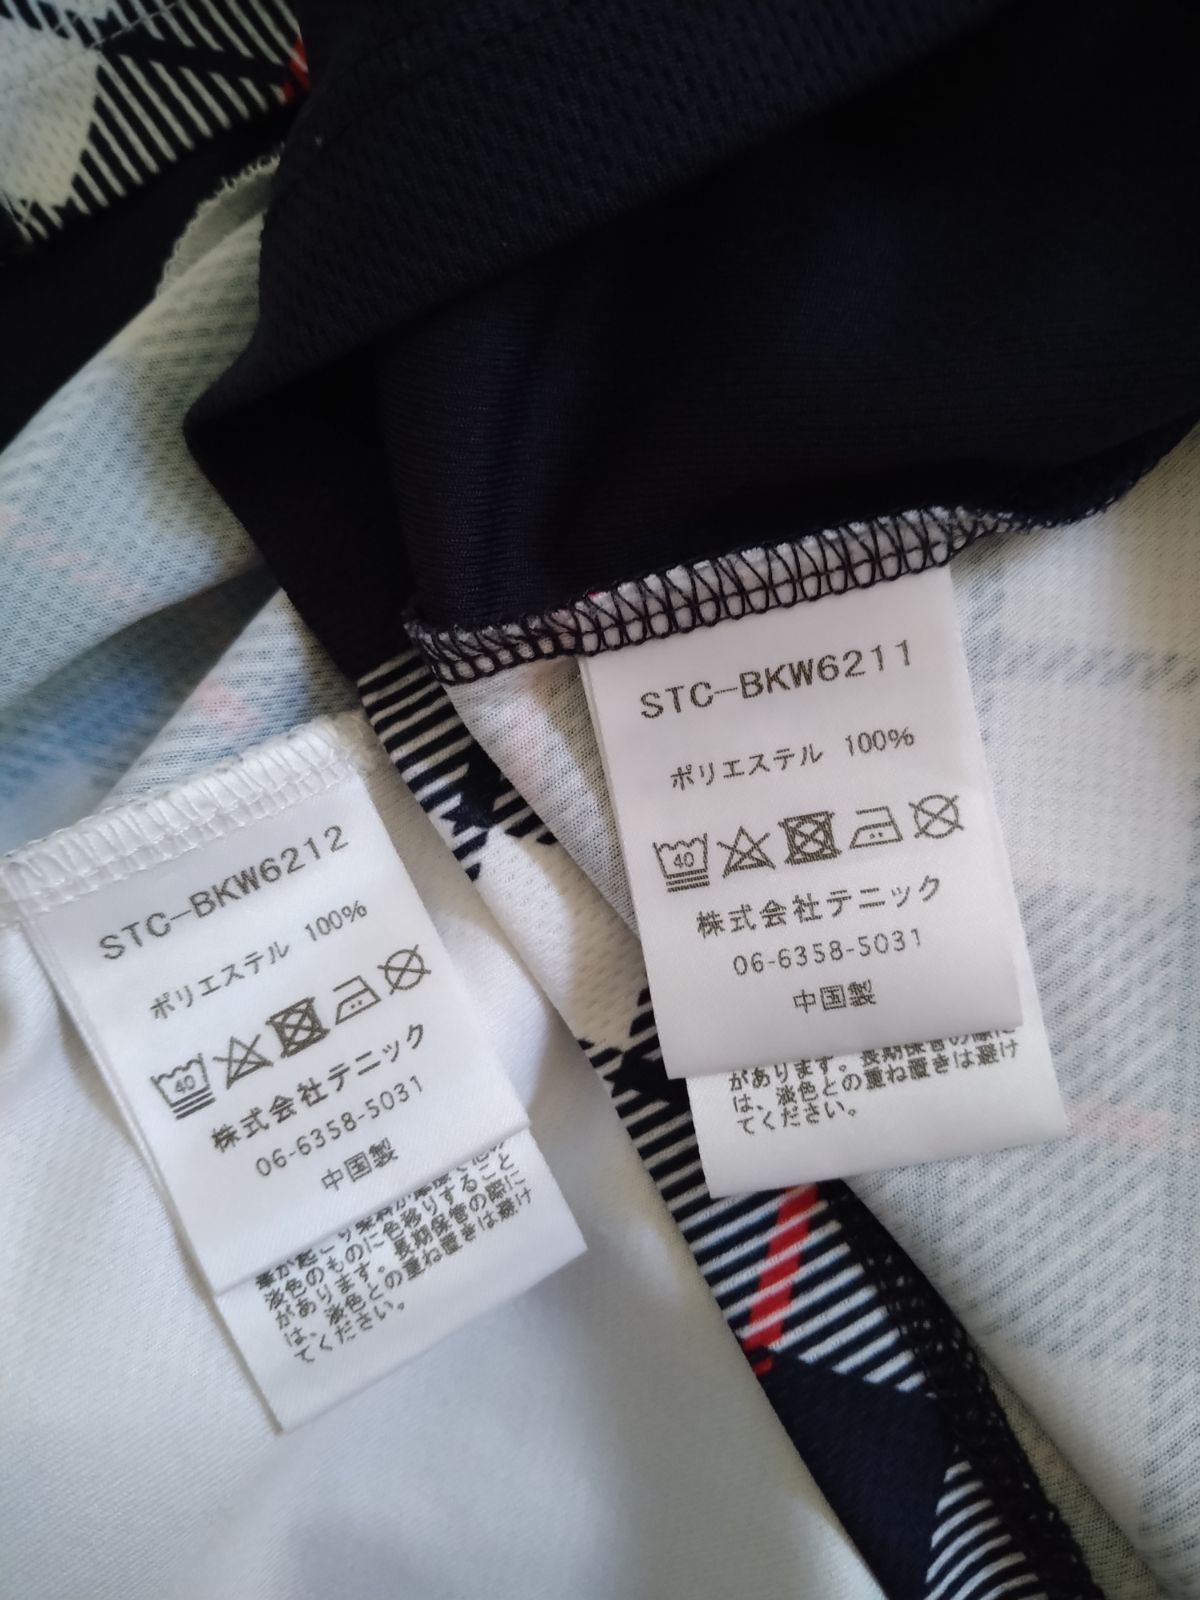 STC-BKW6212
ポリエステル 100%
40
株式会社テニック
06-6358-5031
中国製
淡色のものに色移りすること
があります。長期保管の際に
は、淡色との重ね置きは避け
てください。
STC-BKW6211
ポリエステル 100%
40
株式会社テニック
06-6358-5031
中国製
があります。長期保管の際に
は、淡色との重ね置きは避け
てください。